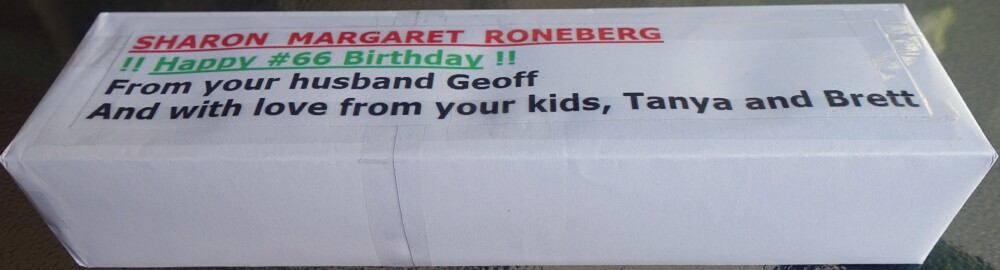 SHARON MARGARET RONEBERG
!! Happy #66 Birthday !!
From your husband Geoff
And with love from your kids, Tanya and Brett